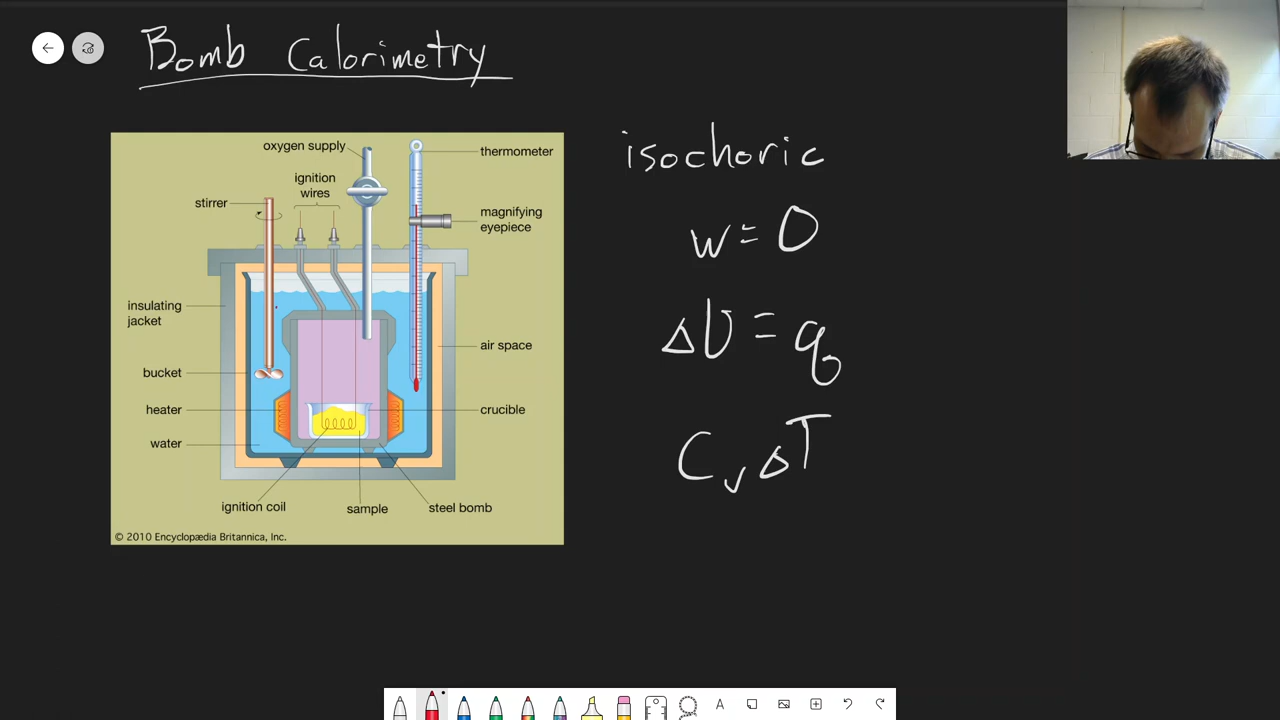 Bomb Calorimetry
oxygen supply
thermometer
ignition
wires
stirrer
magnifying
eyepiece
insulating
jacket
air space
bucket
heater
crucible
water
ignition coil
sample
steel bomb
© 2010 Encyclopædia Britannica, Inc.
isochoric
w = 0
ΔU = q
CᵥΔT
A